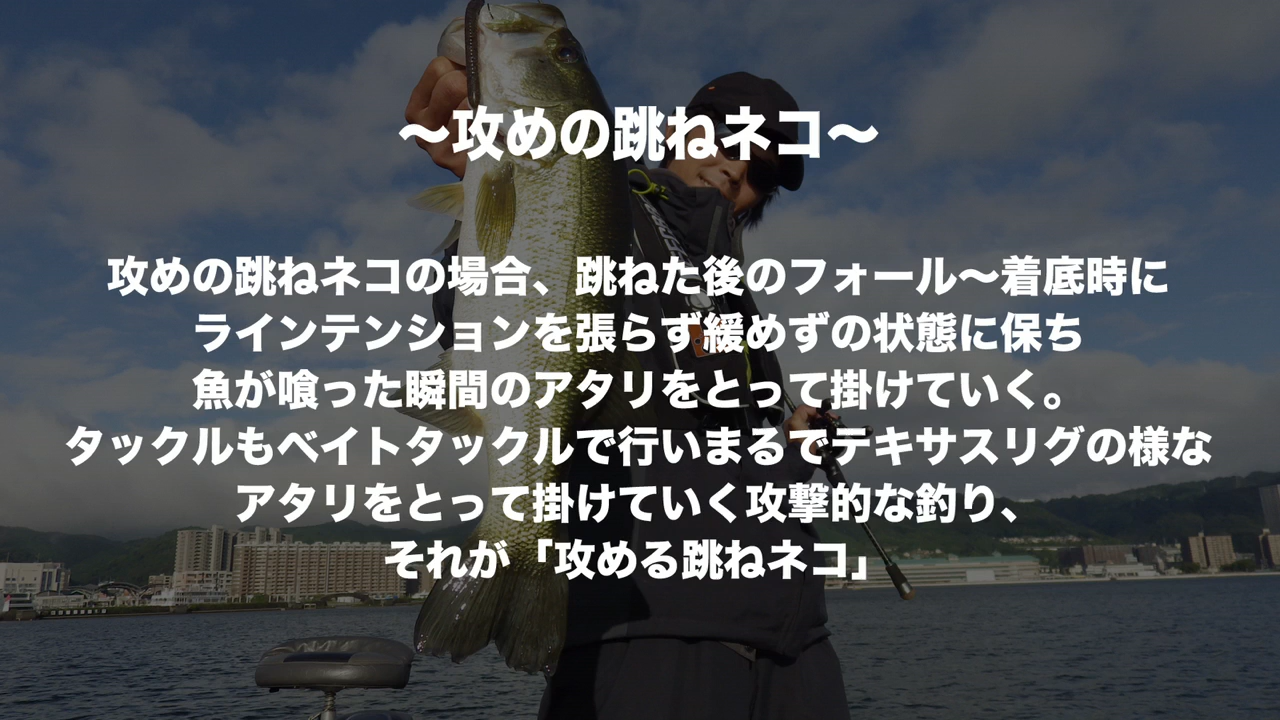 〜攻めの跳ねネコ〜
攻めの跳ねネコの場合、跳ねた後のフォール〜着底時に
ラインテンションを張らず緩めずの状態に保ち
魚が喰った瞬間のアタリをとって掛けていく。
タックルもベイトタックルで行いまるでテキサスリグの様な
アタリをとって掛けていく攻撃的な釣り、
それが「攻める跳ねネコ」